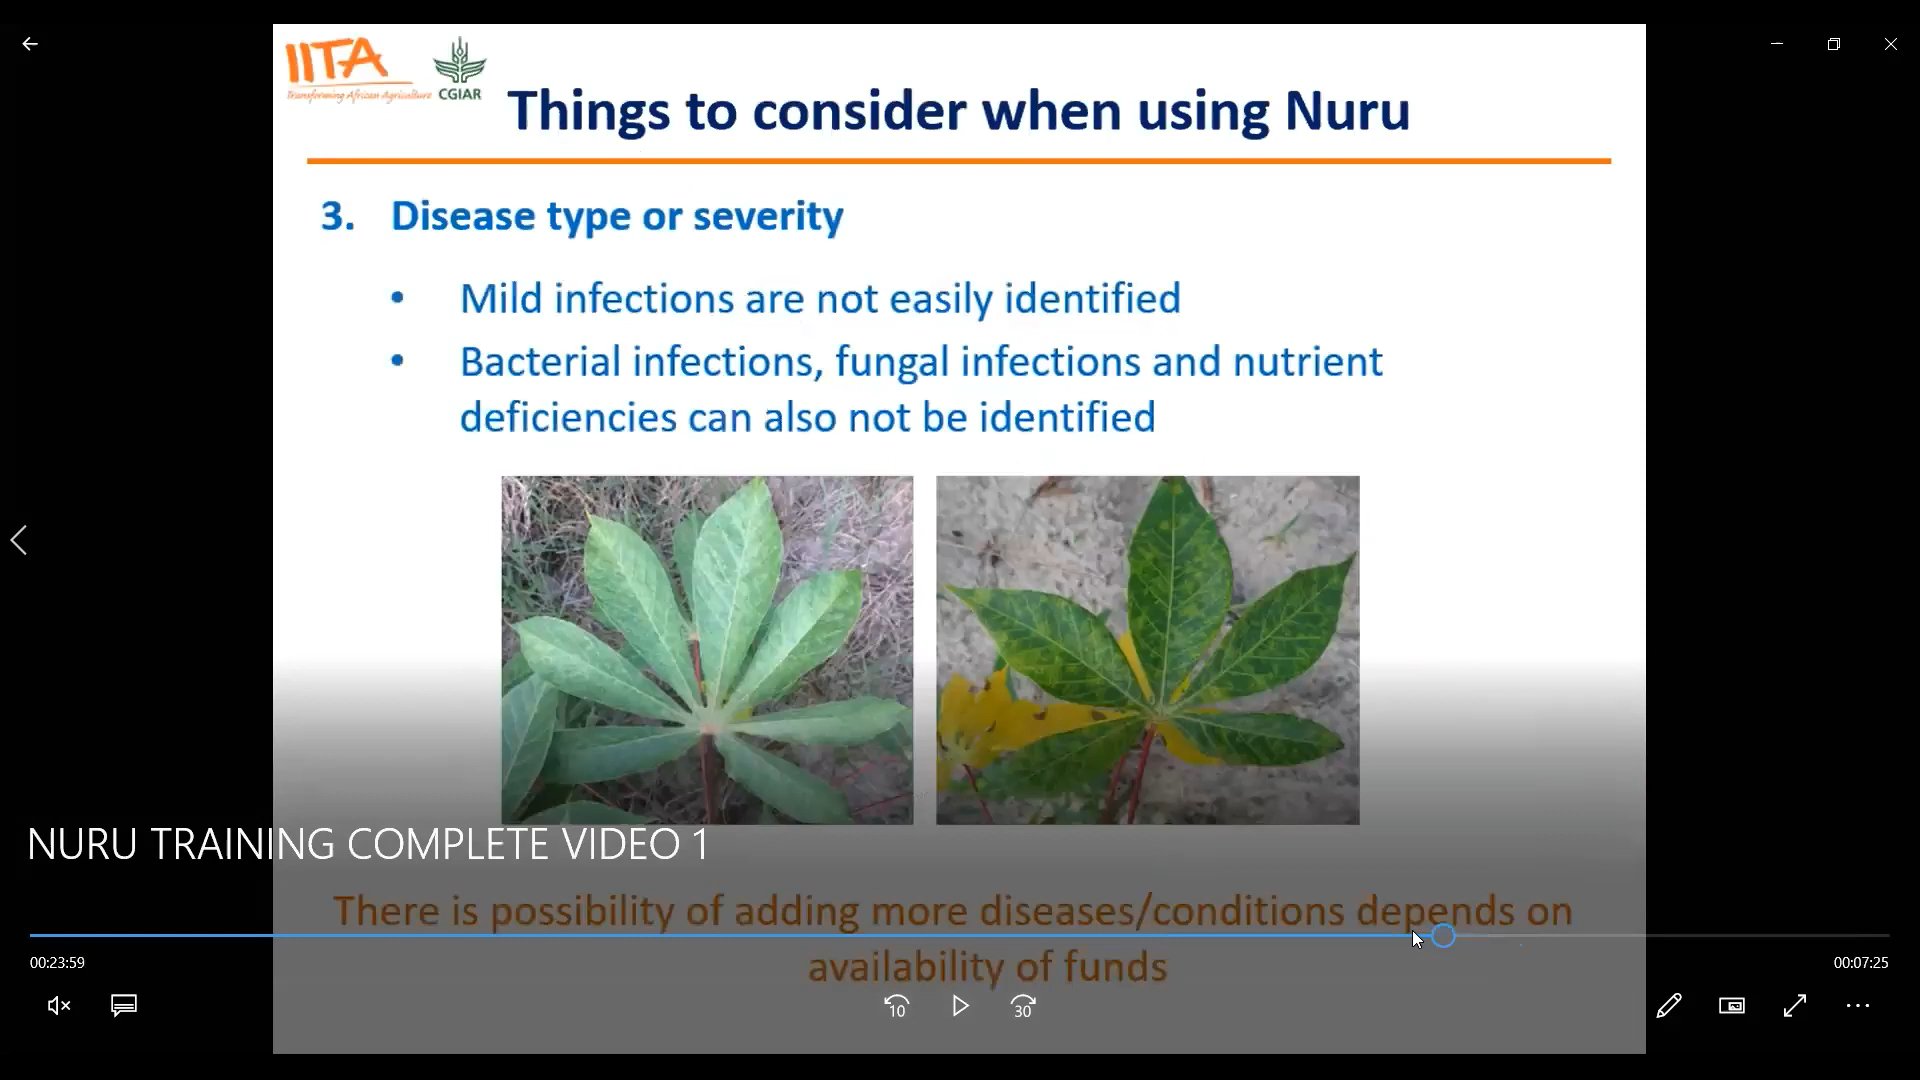 IITA
Transforming African Agriculture
CGIAR
Things to consider when using Nuru
3. Disease type or severity
• Mild infections are not easily identified
• Bacterial infections, fungal infections and nutrient
deficiencies can also not be identified
NURU TRAINING COMPLETE VIDEO 1
There is possibility of adding more diseases/conditions depends on
availability of funds
00:23:59
00:07:25
10
30